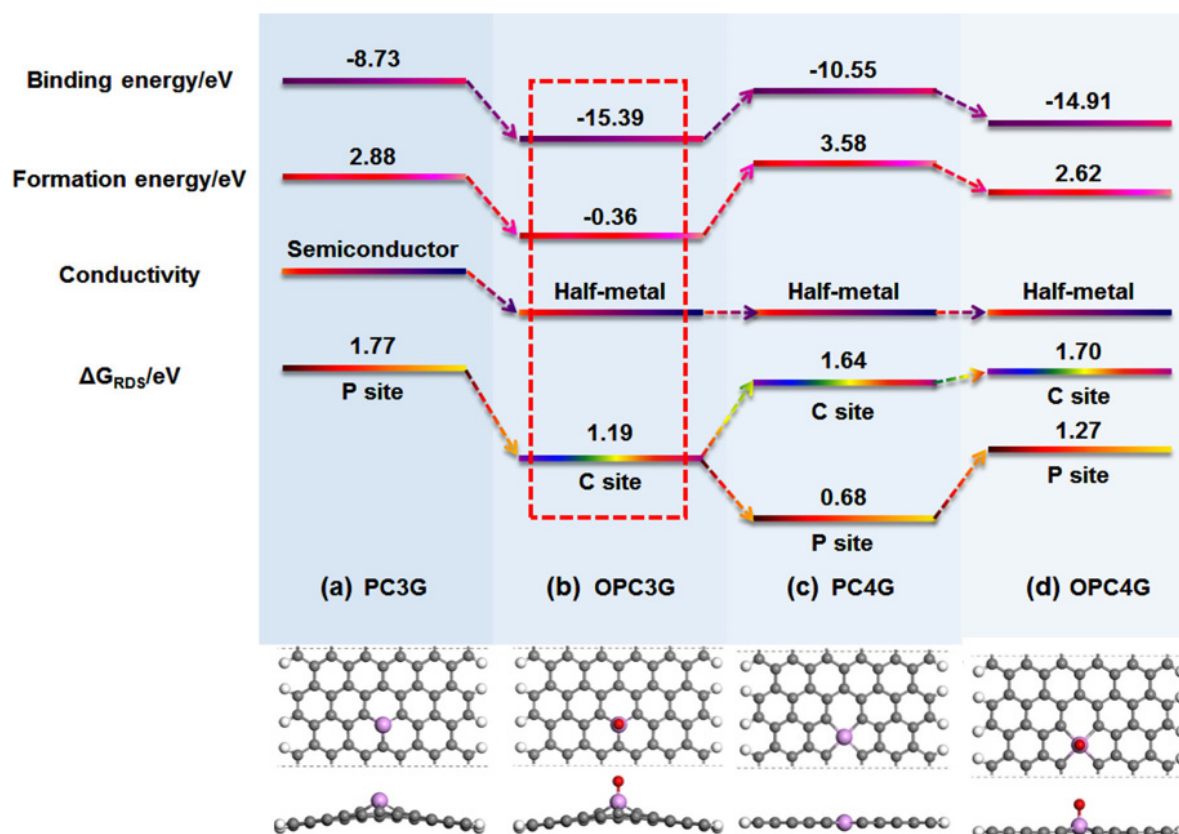 Binding energy/eV
-8.73
-15.39
-10.55
-14.91
Formation energy/eV
2.88
-0.36
3.58
2.62
Conductivity
Semiconductor
Half-metal
Half-metal
Half-metal
ΔG_RDS/eV
1.77
P site
1.19
C site
1.64
C site
0.68
P site
1.70
C site
1.27
P site
(a) PC3G
(b) OPC3G
(c) PC4G
(d) OPC4G